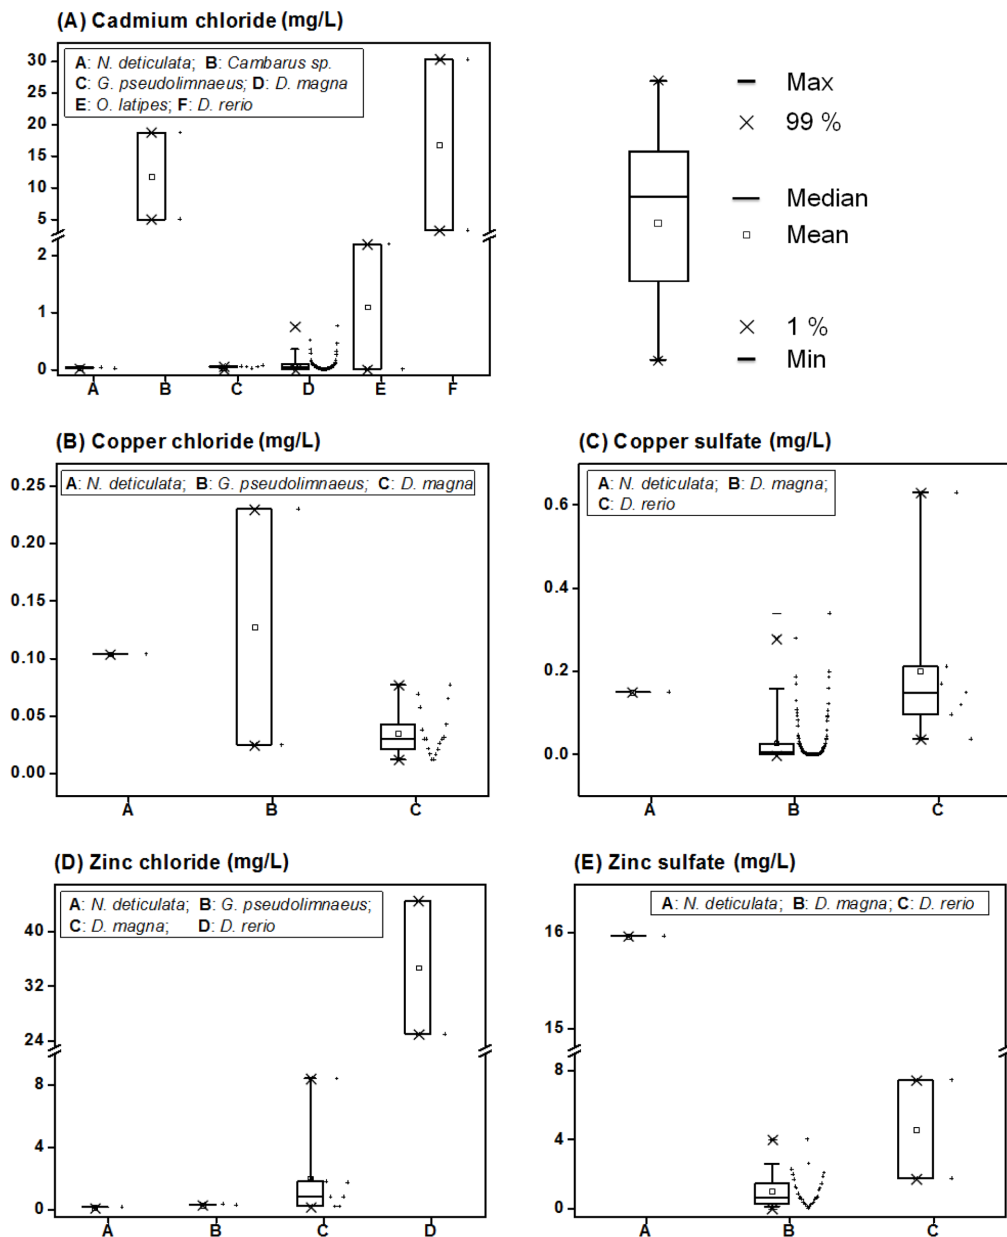 (A) Cadmium chloride (mg/L)
A: N. deticulata; B: Cambarus sp.
C: G. pseudolimnaeus; D: D. magna
E: O. latipes; F: D. rerio
30
25
20
15
10
5
2
1
0
A B C D E F
Max
99 %
Median
Mean
1 %
Min
(B) Copper chloride (mg/L)
A: N. deticulata; B: G. pseudolimnaeus; C: D. magna
0.25
0.20
0.15
0.10
0.05
0.00
A B C
(C) Copper sulfate (mg/L)
A: N. deticulata; B: D. magna;
C: D. rerio
0.6
0.4
0.2
0.0
A B C
(D) Zinc chloride (mg/L)
A: N. deticulata; B: G. pseudolimnaeus;
C: D. magna; D: D. rerio
40
32
24
8
4
0
A B C D
(E) Zinc sulfate (mg/L)
A: N. deticulata; B: D. magna; C: D. rerio
16
15
8
4
0
A B C